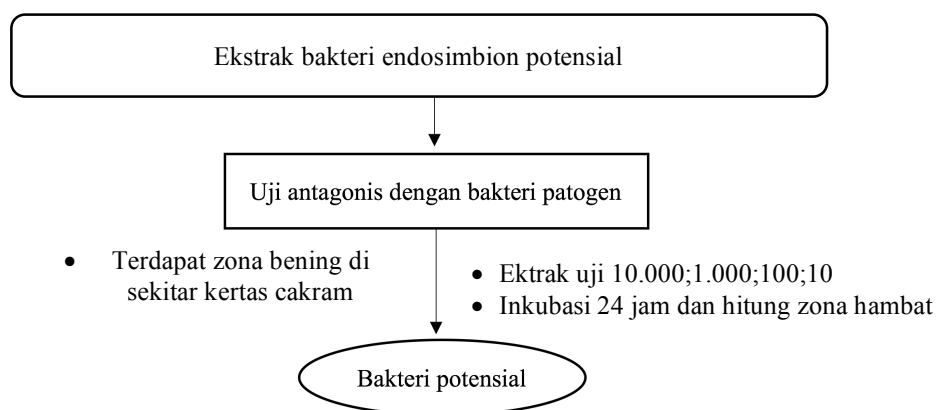 Ekstrak bakteri endosimbion potensial
Uji antagonis dengan bakteri patogen
• Terdapat zona bening di
sekitar kertas cakram
• Ektrak uji 10.000;1.000;100;10
• Inkubasi 24 jam dan hitung zona hambat
Bakteri potensial